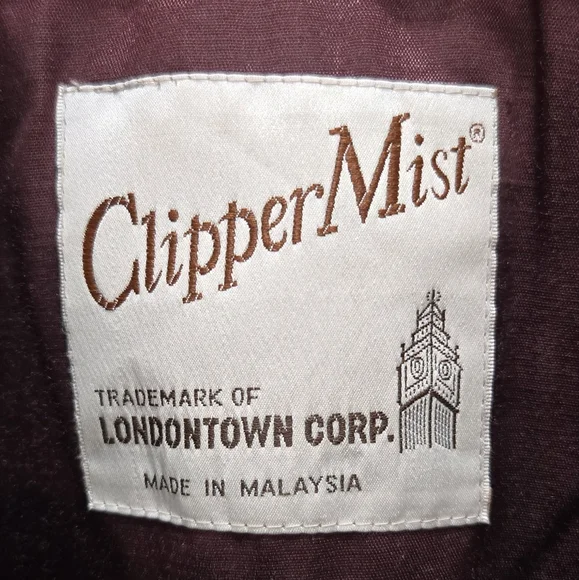 ClipperMist®
TRADEMARK OF
LONDONTOWN CORP.
MADE IN MALAYSIA